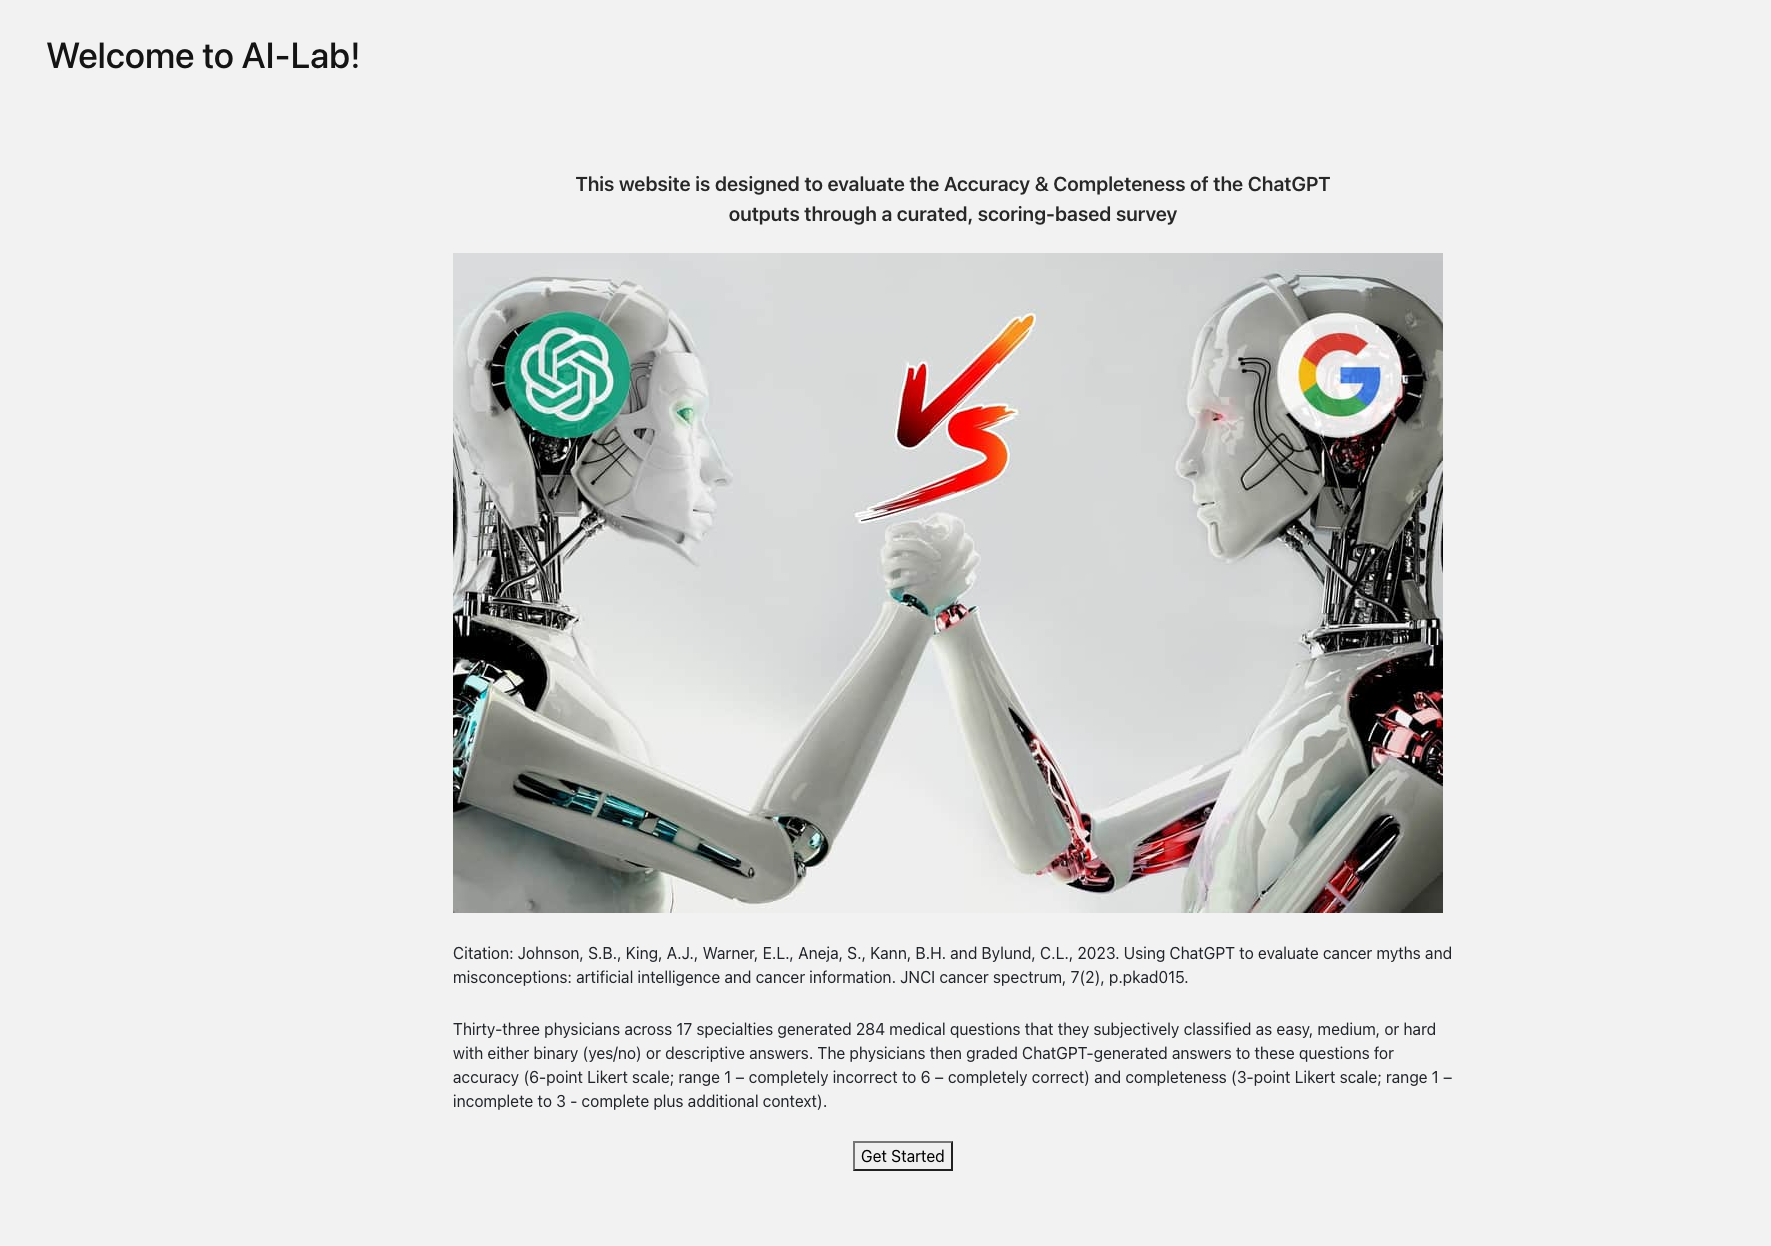 Welcome to AI-Lab!
This website is designed to evaluate the Accuracy & Completeness of the ChatGPT
outputs through a curated, scoring-based survey
VS
G
Citation: Johnson, S.B., King, A.J., Warner, E.L., Aneja, S., Kann, B.H. and Bylund, C.L., 2023. Using ChatGPT to evaluate cancer myths and
misconceptions: artificial intelligence and cancer information. JNCI cancer spectrum, 7(2), p.pkad015.
Thirty-three physicians across 17 specialties generated 284 medical questions that they subjectively classified as easy, medium, or hard
with either binary (yes/no) or descriptive answers. The physicians then graded ChatGPT-generated answers to these questions for
accuracy (6-point Likert scale; range 1 – completely incorrect to 6 – completely correct) and completeness (3-point Likert scale; range 1 –
incomplete to 3 - complete plus additional context).
Get Started